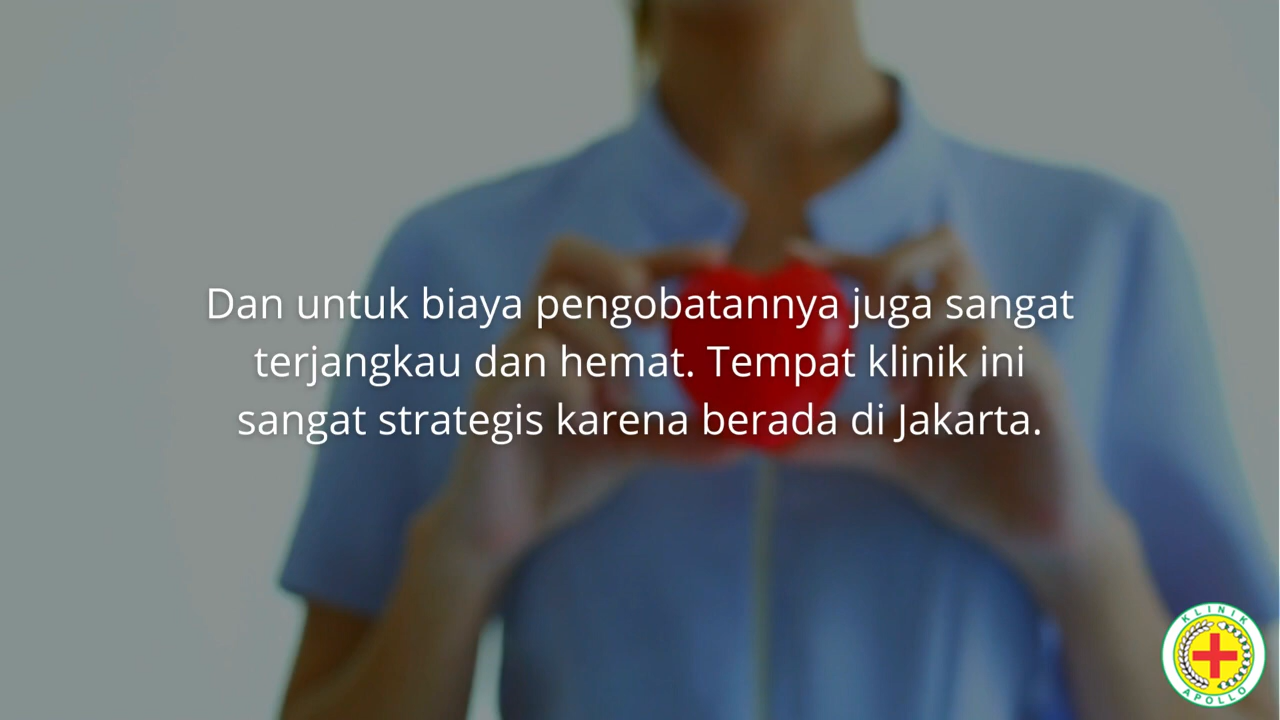 Dan untuk biaya pengobatannya juga sangat
terjangkau dan hemat. Tempat klinik ini
sangat strategis karena berada di Jakarta.
KLINIK
APOLLO